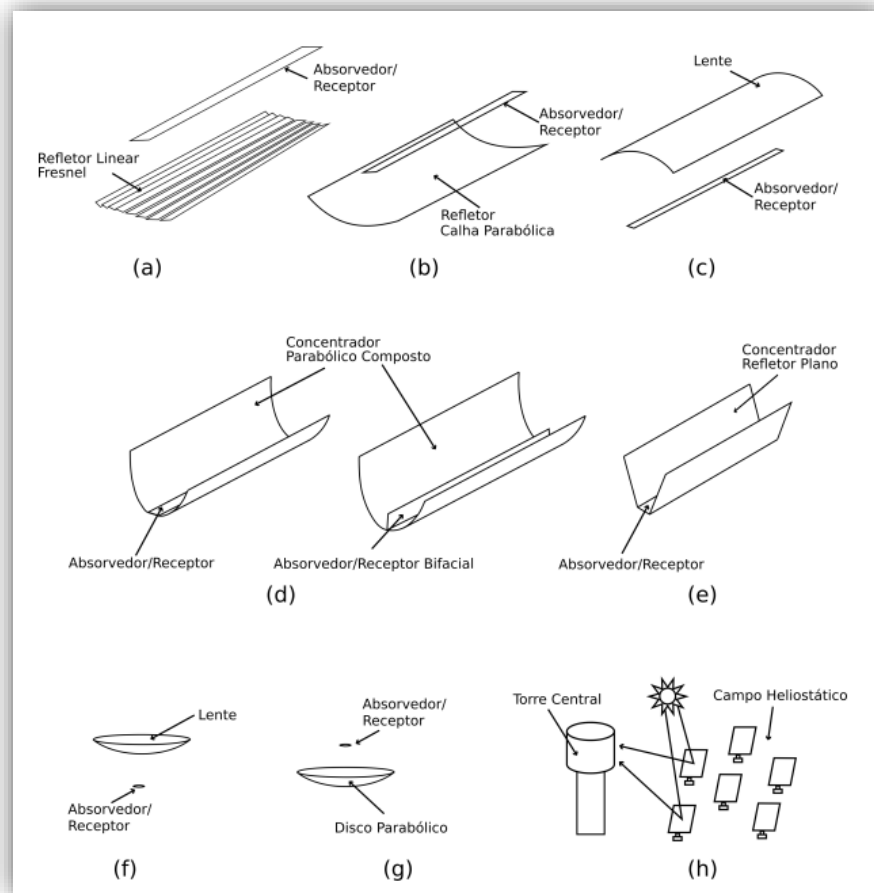 Absorvedor/
Receptor
Refletor Linear
Fresnel
(a)
Absorvedor/
Receptor
Refletor
Calha Parabólica
(b)
Lente
Absorvedor/
Receptor
(c)
Concentrador
Parabólico Composto
Absorvedor/Receptor
Absorvedor/Receptor Bifacial
(d)
Concentrador
Refletor Plano
Absorvedor/Receptor
(e)
Lente
Absorvedor/
Receptor
(f)
Absorvedor/
Receptor
Disco Parabólico
(g)
Torre Central
Campo Heliostático
(h)